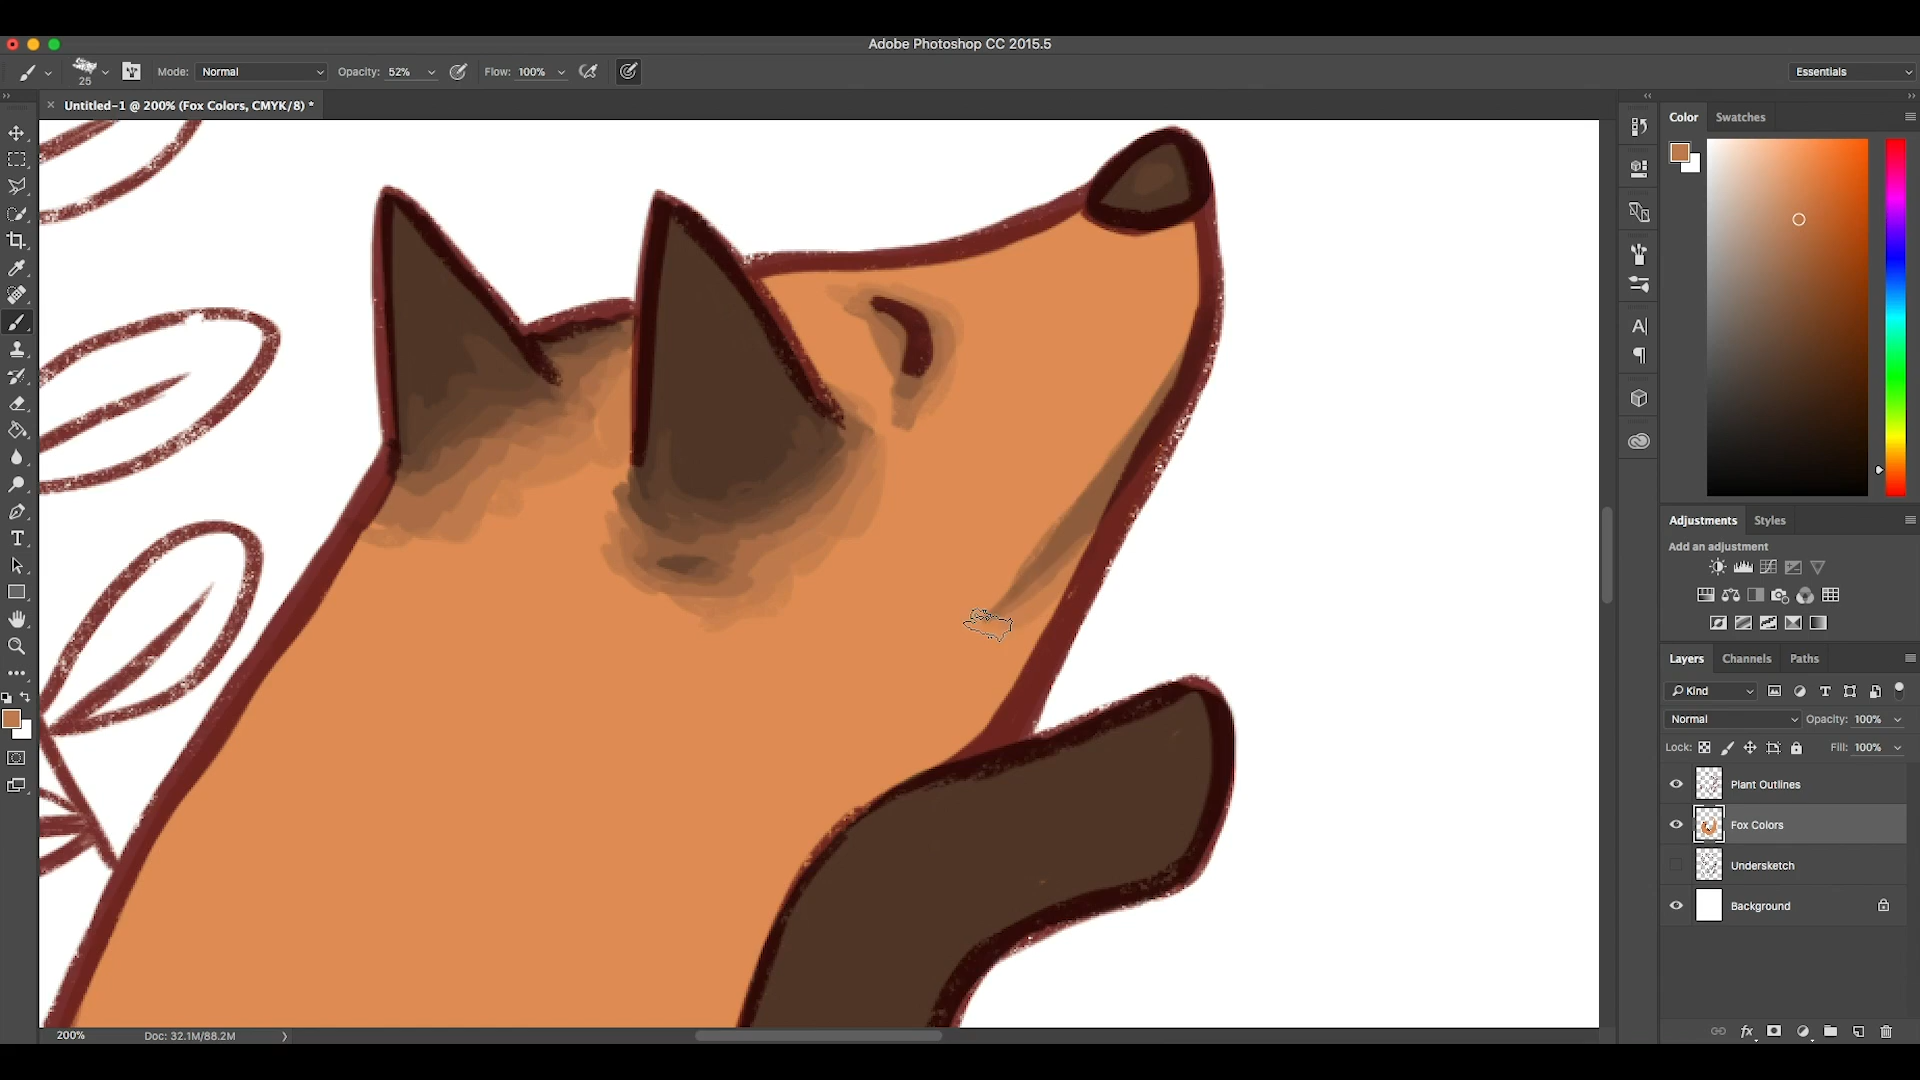 Adobe Photoshop CC 2015.5
25
Mode: Normal
Opacity: 52%
Flow: 100%
Essentials
Untitled-1 @ 200% (Fox Colors, CMYK/8) *
Color
Swatches
Adjustments
Styles
Add an adjustment
Layers
Channels
Paths
Kind
Normal
Opacity: 100%
Lock:
Fill: 100%
Plant Outlines
Fox Colors
Undersketch
Background
200%
Doc: 32.1M/88.2M